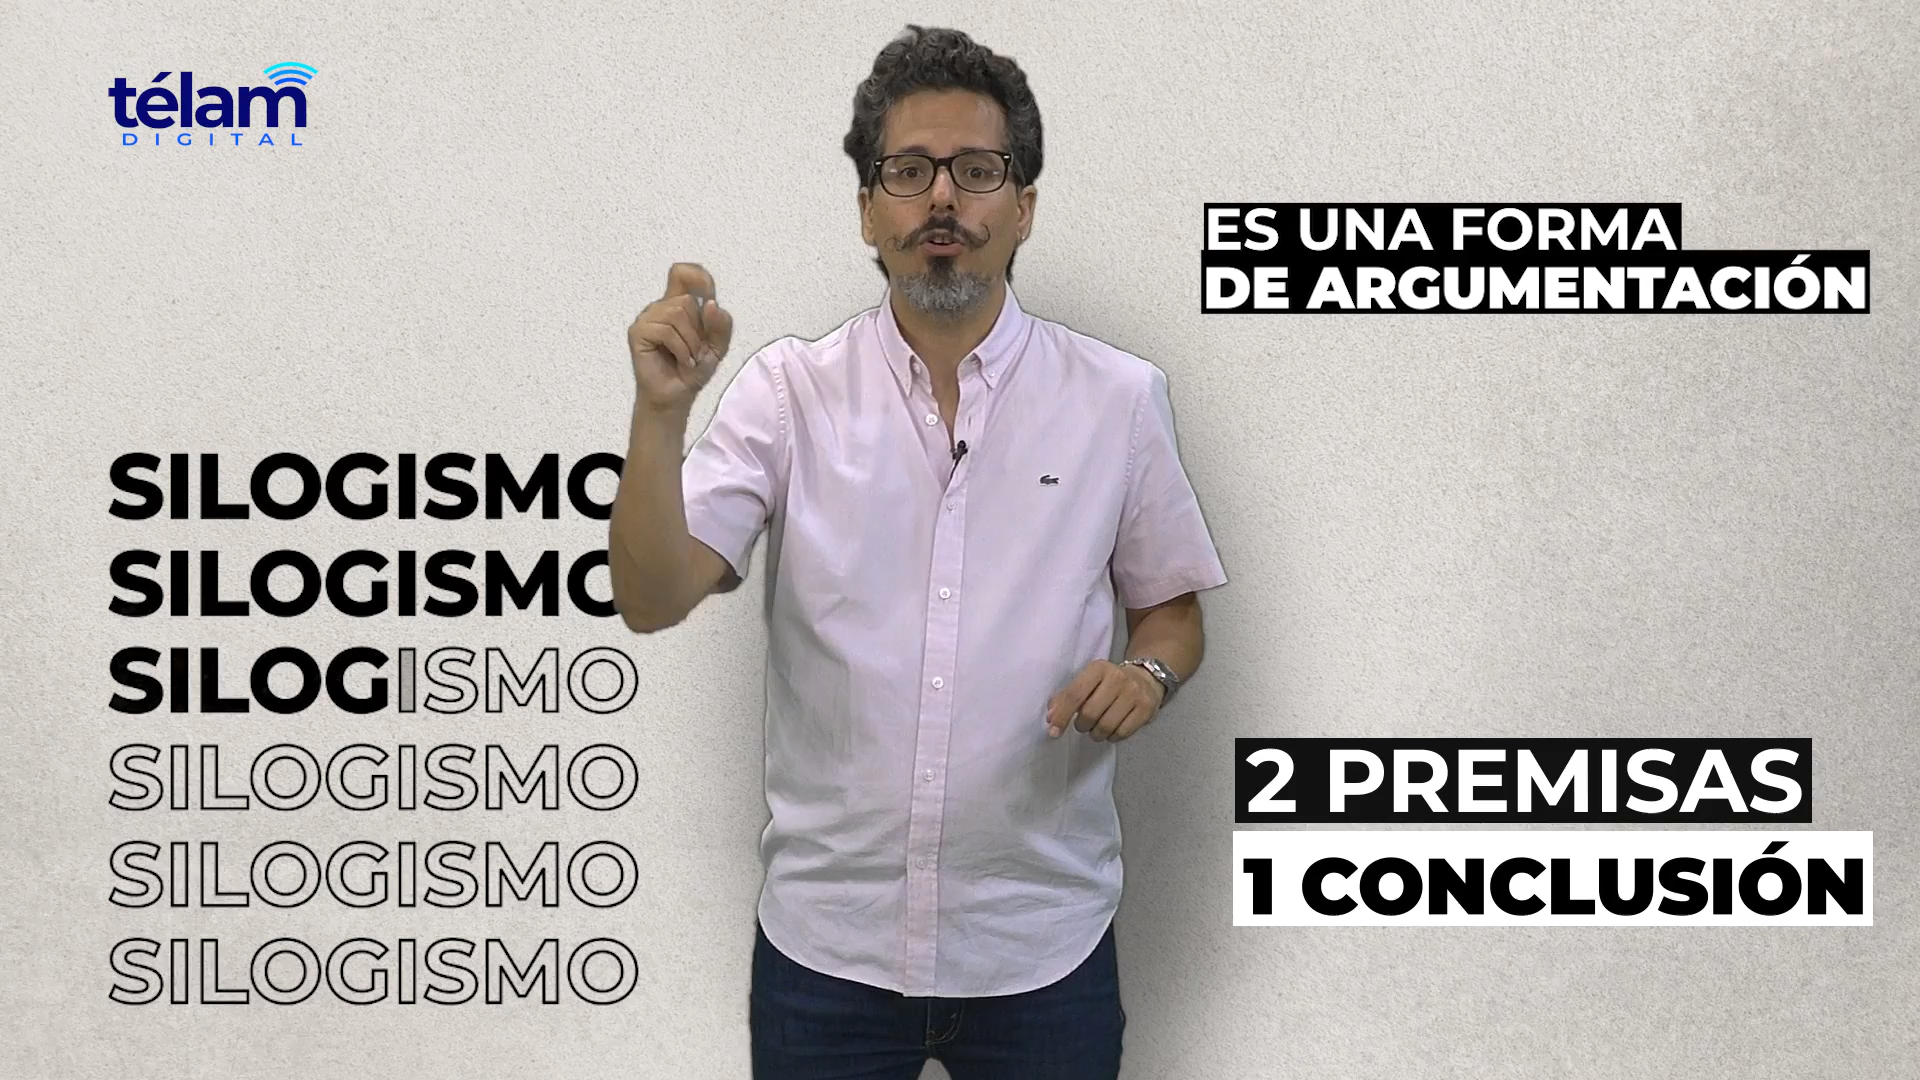 télam
DIGITAL
ES UNA FORMA
DE ARGUMENTACIÓN
SILOGISMO
SILOGISMO
SILOGISMO
SILOGISMO
SILOGISMO
SILOGISMO
2 PREMISAS
1 CONCLUSIÓN